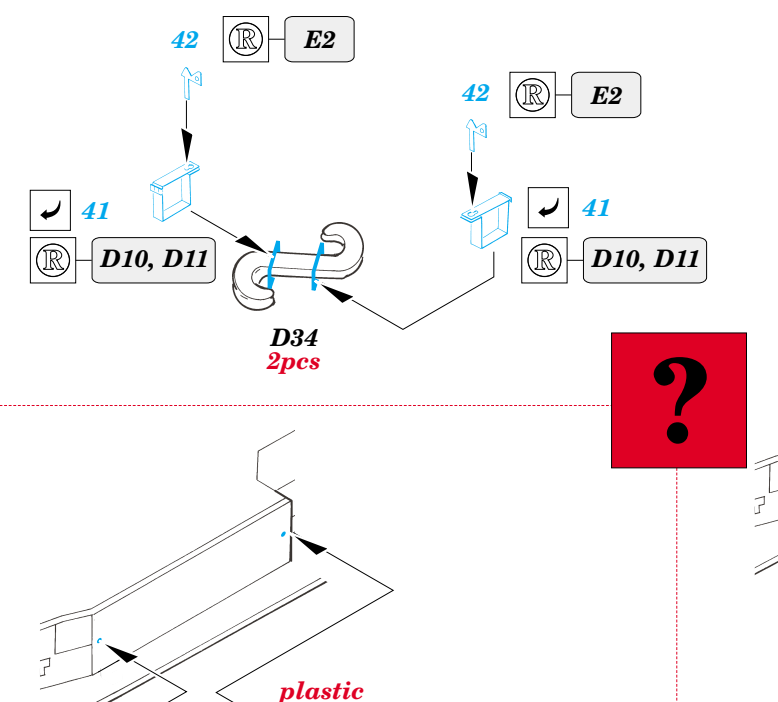 42 R E2
42 R E2
41
R D10, D11
41
R D10, D11
D34
2pcs
?
plastic